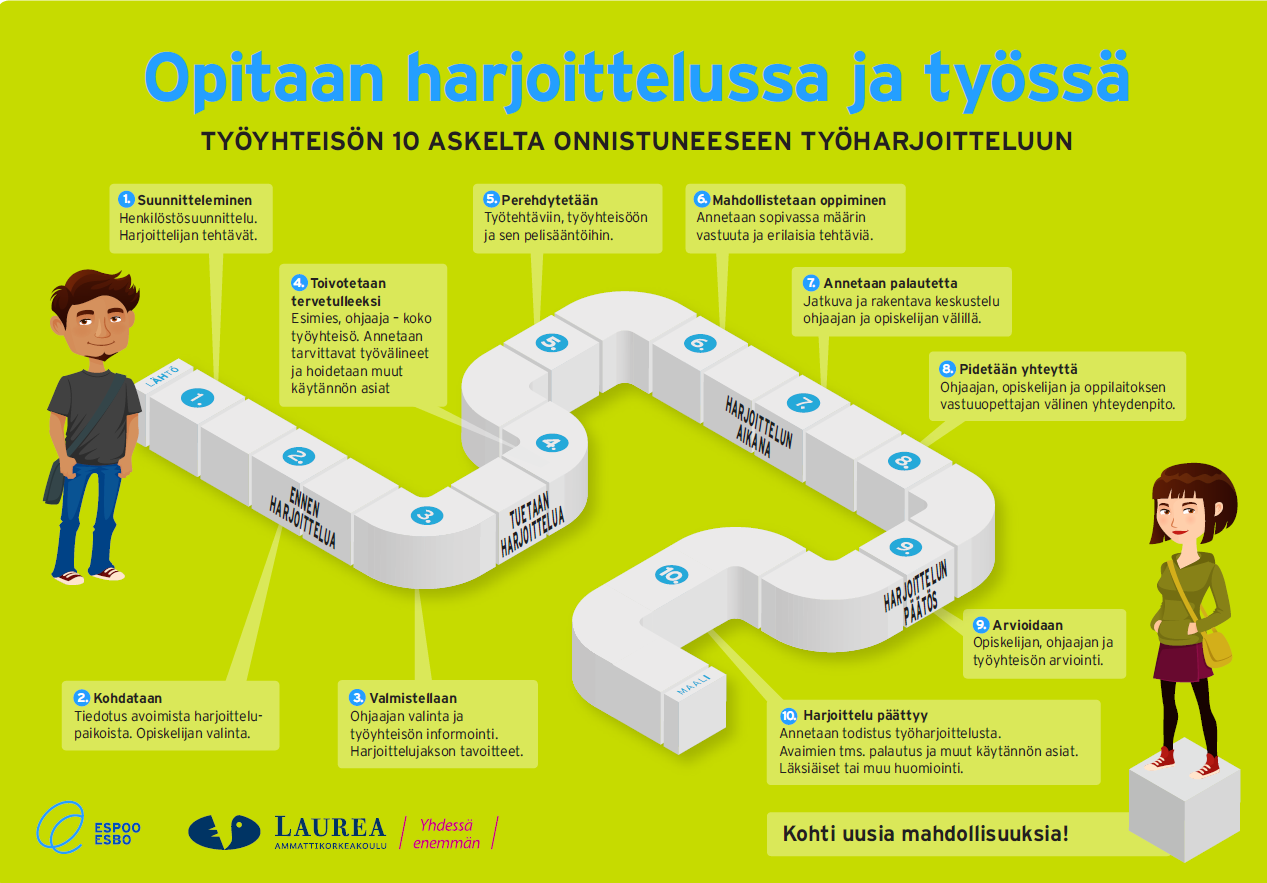 Opitaan harjoittelussa ja työssä
TYÖYHTEISÖN 10 ASKELTA ONNISTUNEESEEN TYÖHARJOITTELUUN
1. Suunnitteleminen
Henkilöstösuunnittelu.
Harjoittelijan tehtävät.
5. Perehdytetään
Työtehtäviin, työyhteisöön
ja sen pelisääntöihin.
6. Mahdollistetaan oppiminen
Annetaan sopivassa määrin
vastuuta ja erilaisia tehtäviä.
4. Toivotetaan
tervetulleeksi
Esimies, ohjaaja – koko
työyhteisö. Annetaan
tarvittavat työvälineet
ja hoidetaan muut
käytännön asiat
7. Annetaan palautetta
Jatkuva ja rakentava keskustelu
ohjaajan ja opiskelijan välillä.
8. Pidetään yhteyttä
Ohjaajan, opiskelijan ja oppilaitoksen
vastuuopettajan välinen yhteydenpito.
LÄHTÖ
1.
2.
3.
4.
5.
6.
7.
8.
9.
10.
ENNEN
HARJOITTELUA
TUETAAN
HARJOITTELUA
HARJOITTELUN
AIKANA
HARJOITTELUN
PÄÄTÖS
MAALI
9. Arvioidaan
Opiskelijan, ohjaajan ja
työyhteisön arviointi.
2. Kohdataan
Tiedotus avoimista harjoittelu-
paikoista. Opiskelijan valinta.
3. Valmistellaan
Ohjaajan valinta ja
työyhteisön informointi.
Harjoittelujakson tavoitteet.
10. Harjoittelu päättyy
Annetaan todistus työharjoittelusta.
Avaimien tms. palautus ja muut käytännön asiat.
Läksiäiset tai muu huomiointi.
Kohti uusia mahdollisuuksia!
ESPOO
ESBO
LAUREA
AMMATTIKORKEAKOULU
Yhdessä
enemmän